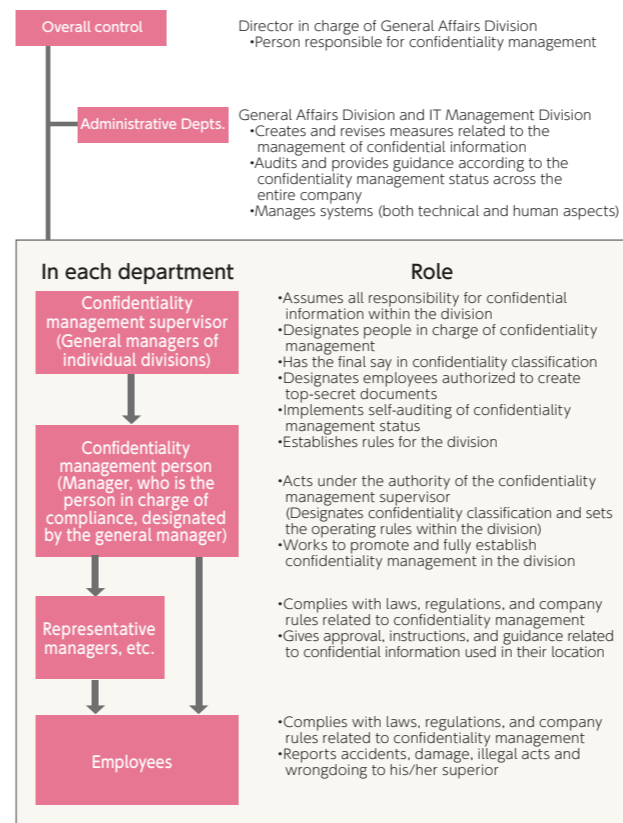 Overall control
Director in charge of General Affairs Division
•Person responsible for confidentiality management
Administrative Depts.
General Affairs Division and IT Management Division
•Creates and revises measures related to the
management of confidential information
•Audits and provides guidance according to the
confidentiality management status across the
entire company
•Manages systems (both technical and human aspects)
In each department
Role
Confidentiality
management supervisor
(General managers of
individual divisions)
•Assumes all responsibility for confidential
information within the division
•Designates people in charge of confidentiality
management
•Has the final say in confidentiality classification
•Designates employees authorized to create
top-secret documents
•Implements self-auditing of confidentiality
management status
•Establishes rules for the division
Confidentiality
management person
(Manager, who is the
person in charge of
compliance, designated
by the general manager)
•Acts under the authority of the confidentiality
management supervisor
(Designates confidentiality classification and sets
the operating rules within the division)
•Works to promote and fully establish
confidentiality management in the division
Representative
managers, etc.
•Complies with laws, regulations, and company
rules related to confidentiality management
•Gives approval, instructions, and guidance related
to confidential information used in their location
Employees
•Complies with laws, regulations, and company
rules related to confidentiality management
•Reports accidents, damage, illegal acts and
wrongdoing to his/her superior